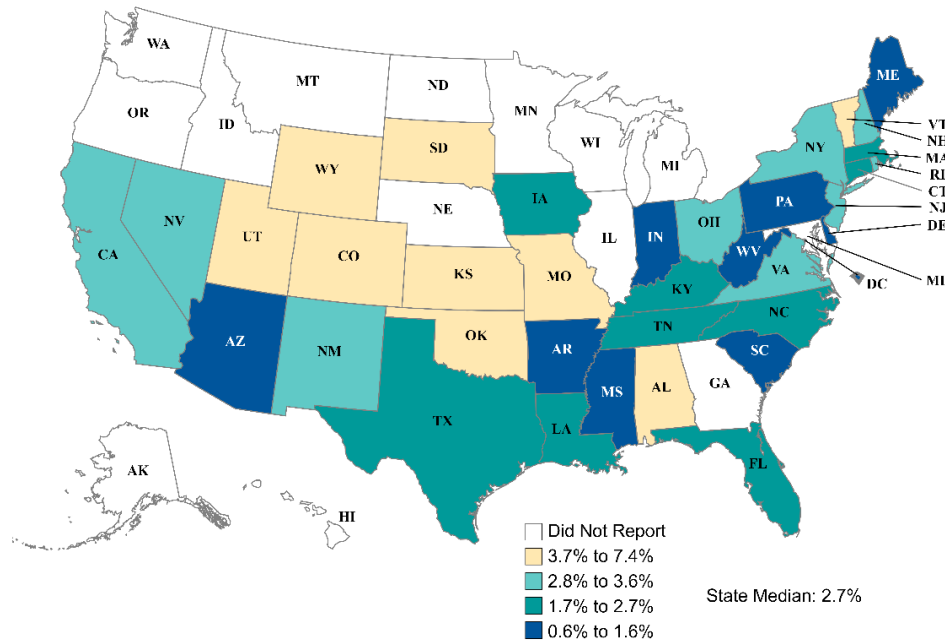 WA
MT
ND
MN
ME
OR
ID
WI
MI
VT
NH
NY
MA
SD
WY
RI
CT
IA
NE
PA
NJ
NV
IL
IN
OH
DE
UT
CO
CA
WV
VA
KS
MO
KY
MD
DC
NC
TN
OK
AZ
NM
AR
SC
MS
AL
GA
TX
LA
FL
AK
HI
Did Not Report
3.7% to 7.4%
2.8% to 3.6%
1.7% to 2.7%
0.6% to 1.6%
State Median: 2.7%